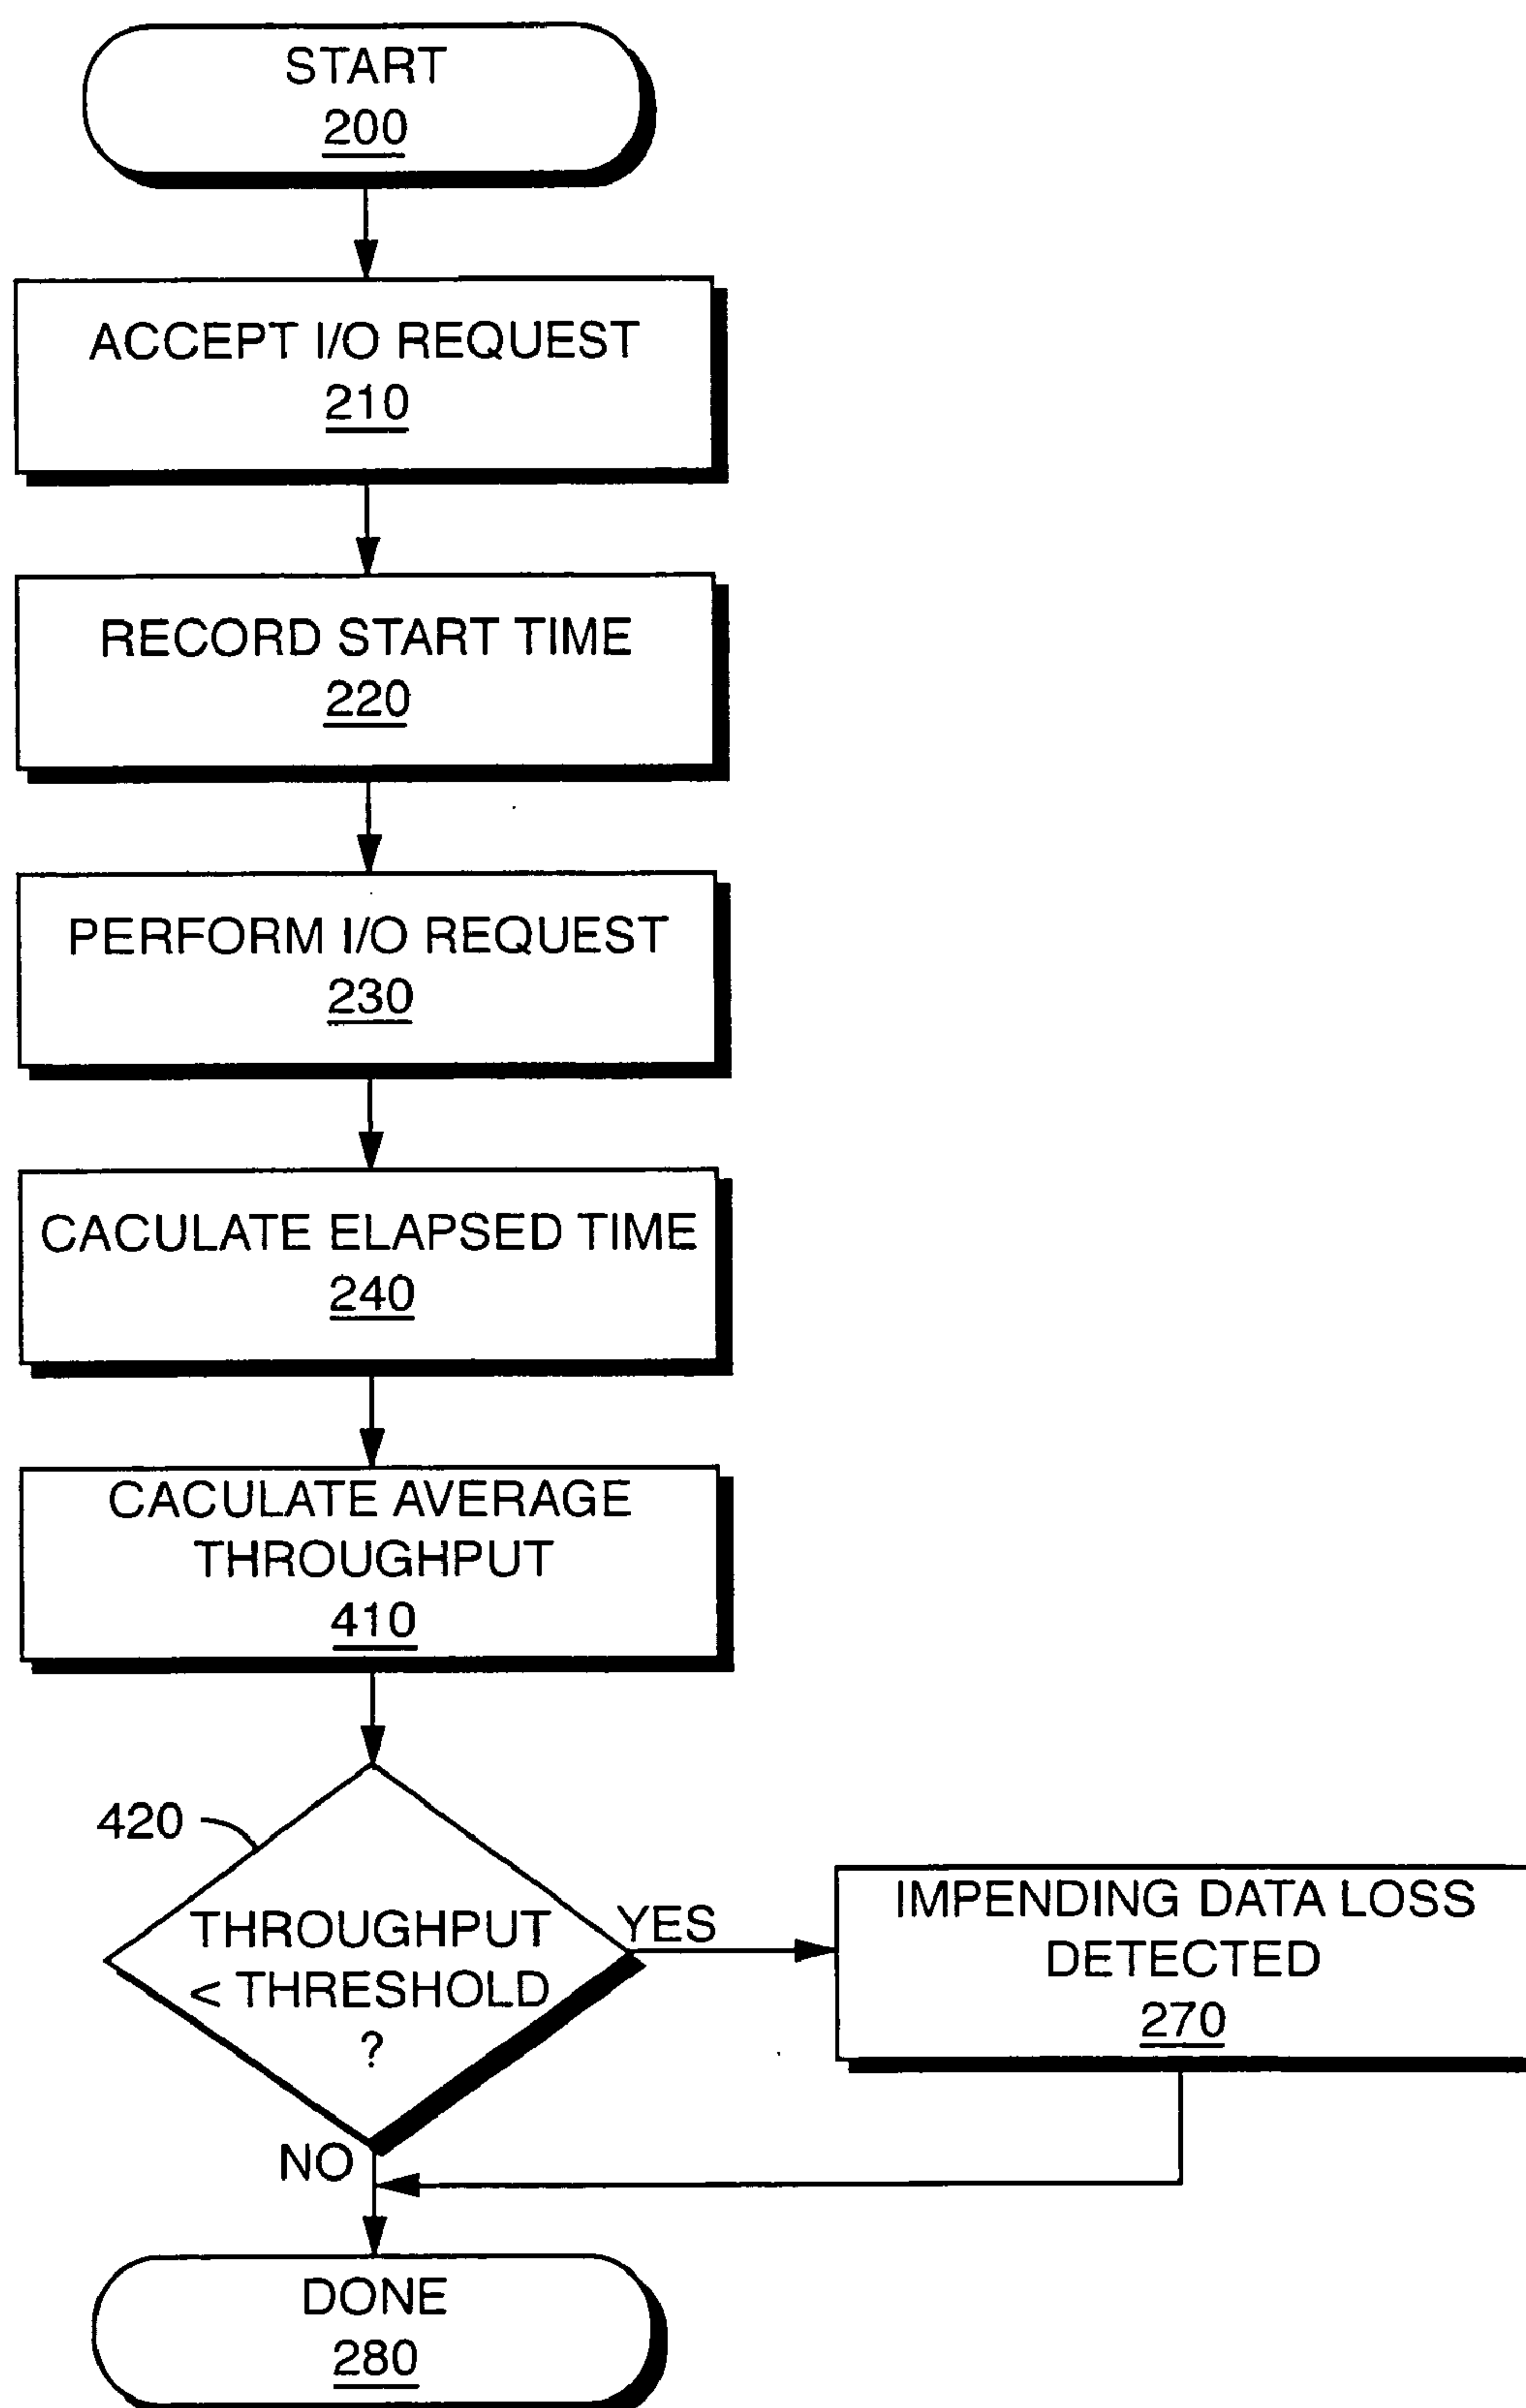 START
200
ACCEPT I/O REQUEST
210
RECORD START TIME
220
PERFORM I/O REQUEST
230
CACULATE ELAPSED TIME
240
CACULATE AVERAGE
THROUGHPUT
410
420
THROUGHPUT
< THRESHOLD
?
YES
IMPENDING DATA LOSS
DETECTED
270
NO
DONE
280